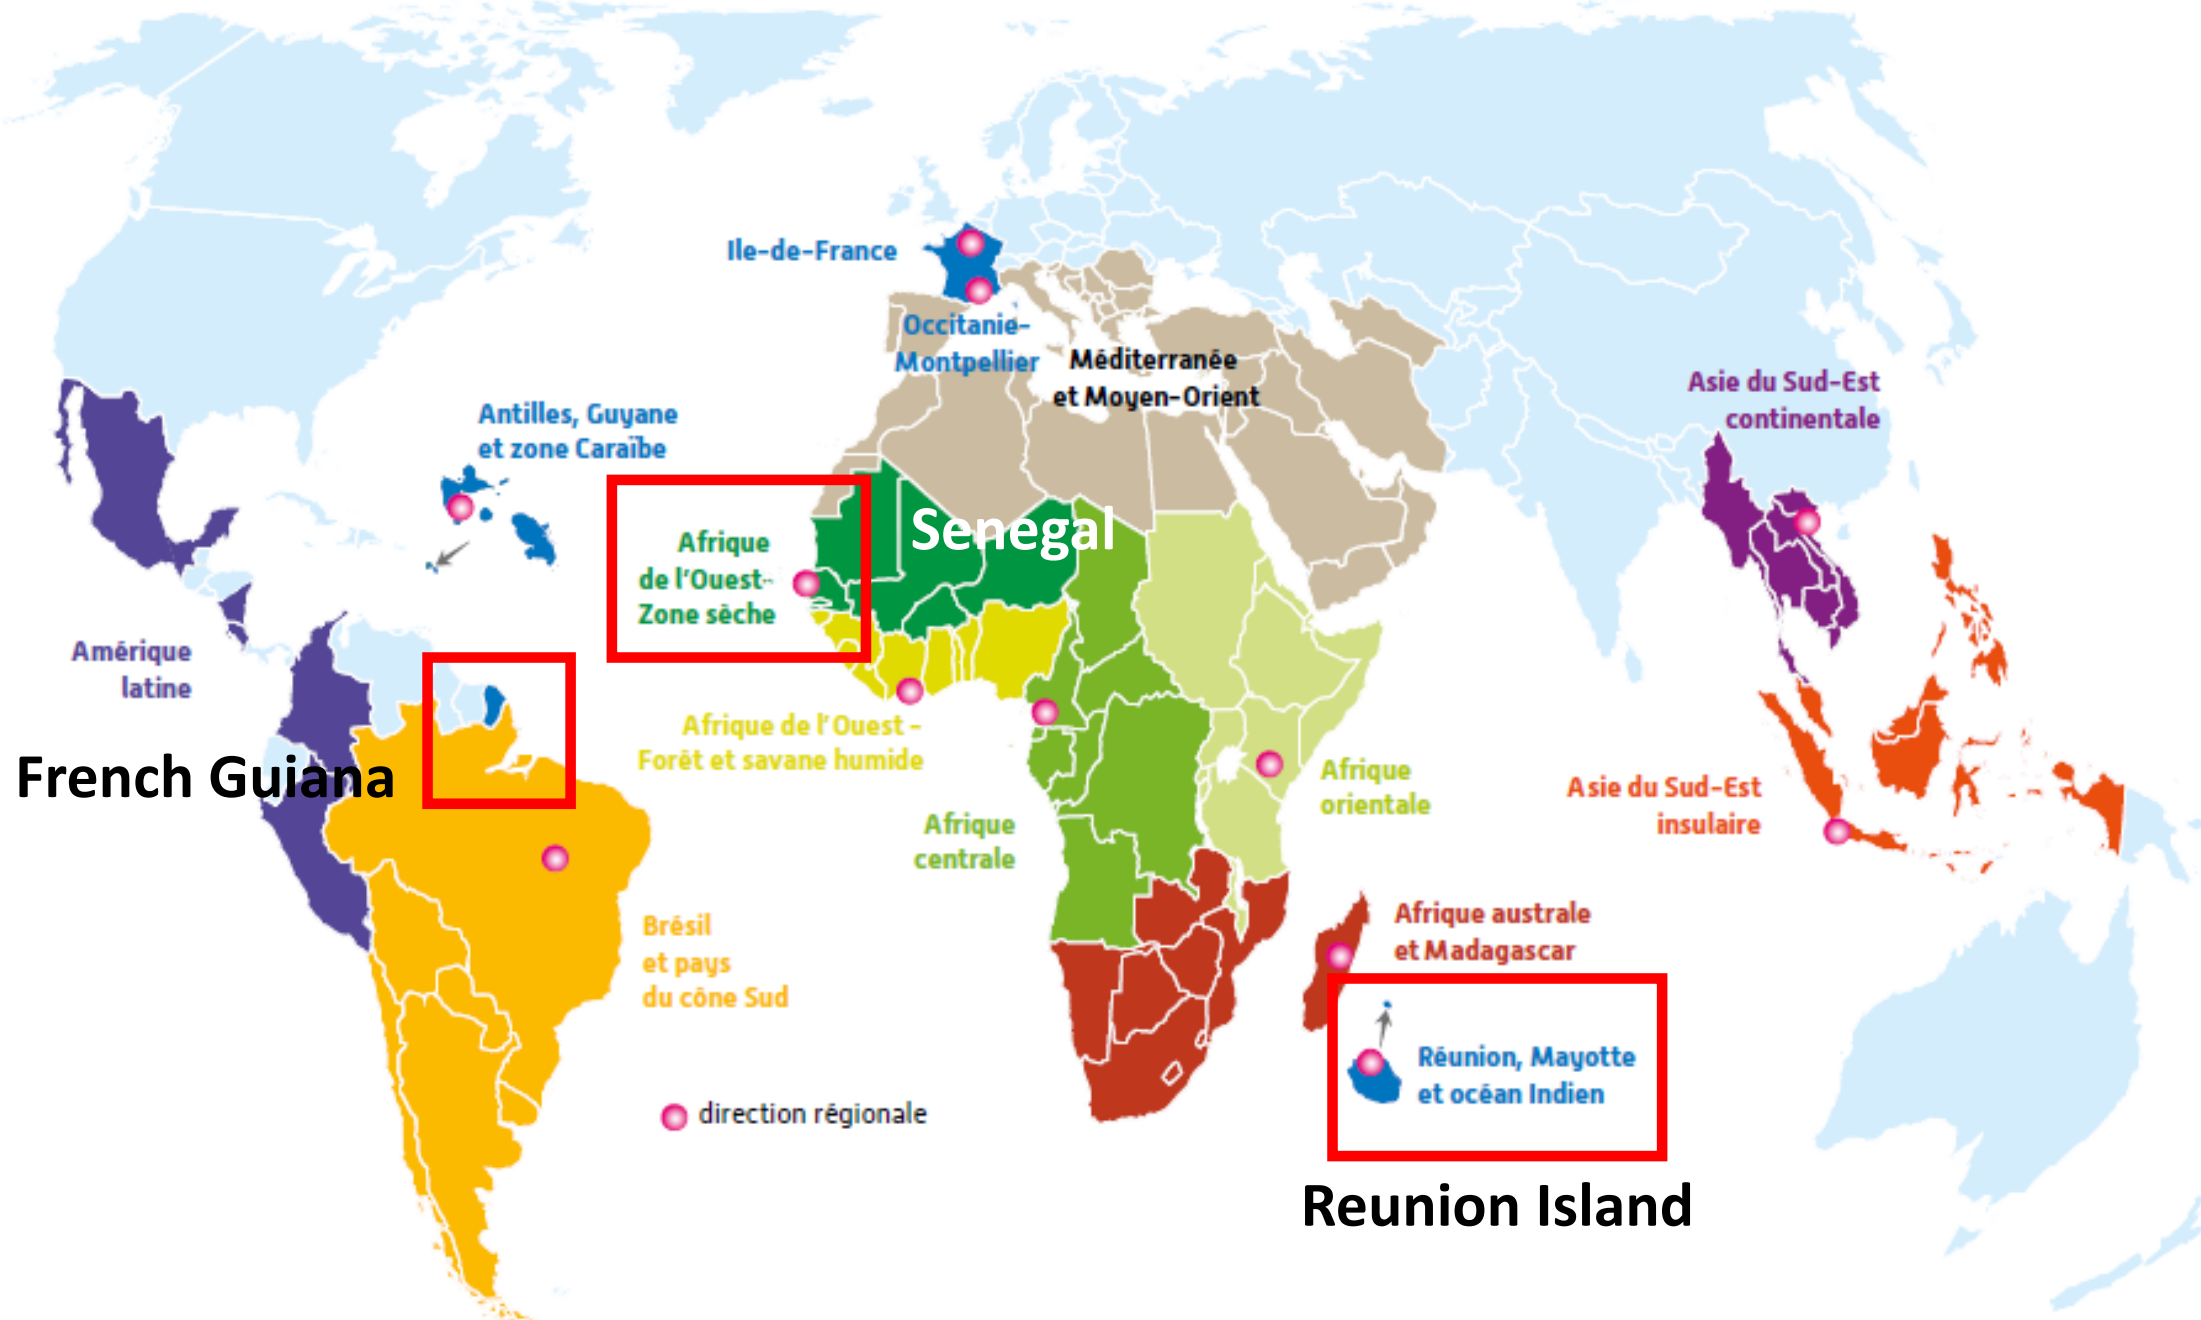 Ile-de-France
Occitanie-
Montpellier
Méditerranée
et Moyen-Orient
Asie du Sud-Est
continentale
Antilles, Guyane
et zone Caraïbe
Senegal
Afrique
de l'Ouest-
Zone sèche
Amérique
latine
French Guiana
Afrique de l'Ouest -
Forêt et savane humide
Afrique
orientale
Asie du Sud-Est
insulaire
Afrique
centrale
Brésil
et pays
du cône Sud
Afrique australe
et Madagascar
Réunion, Mayotte
et océan Indien
direction régionale
Reunion Island